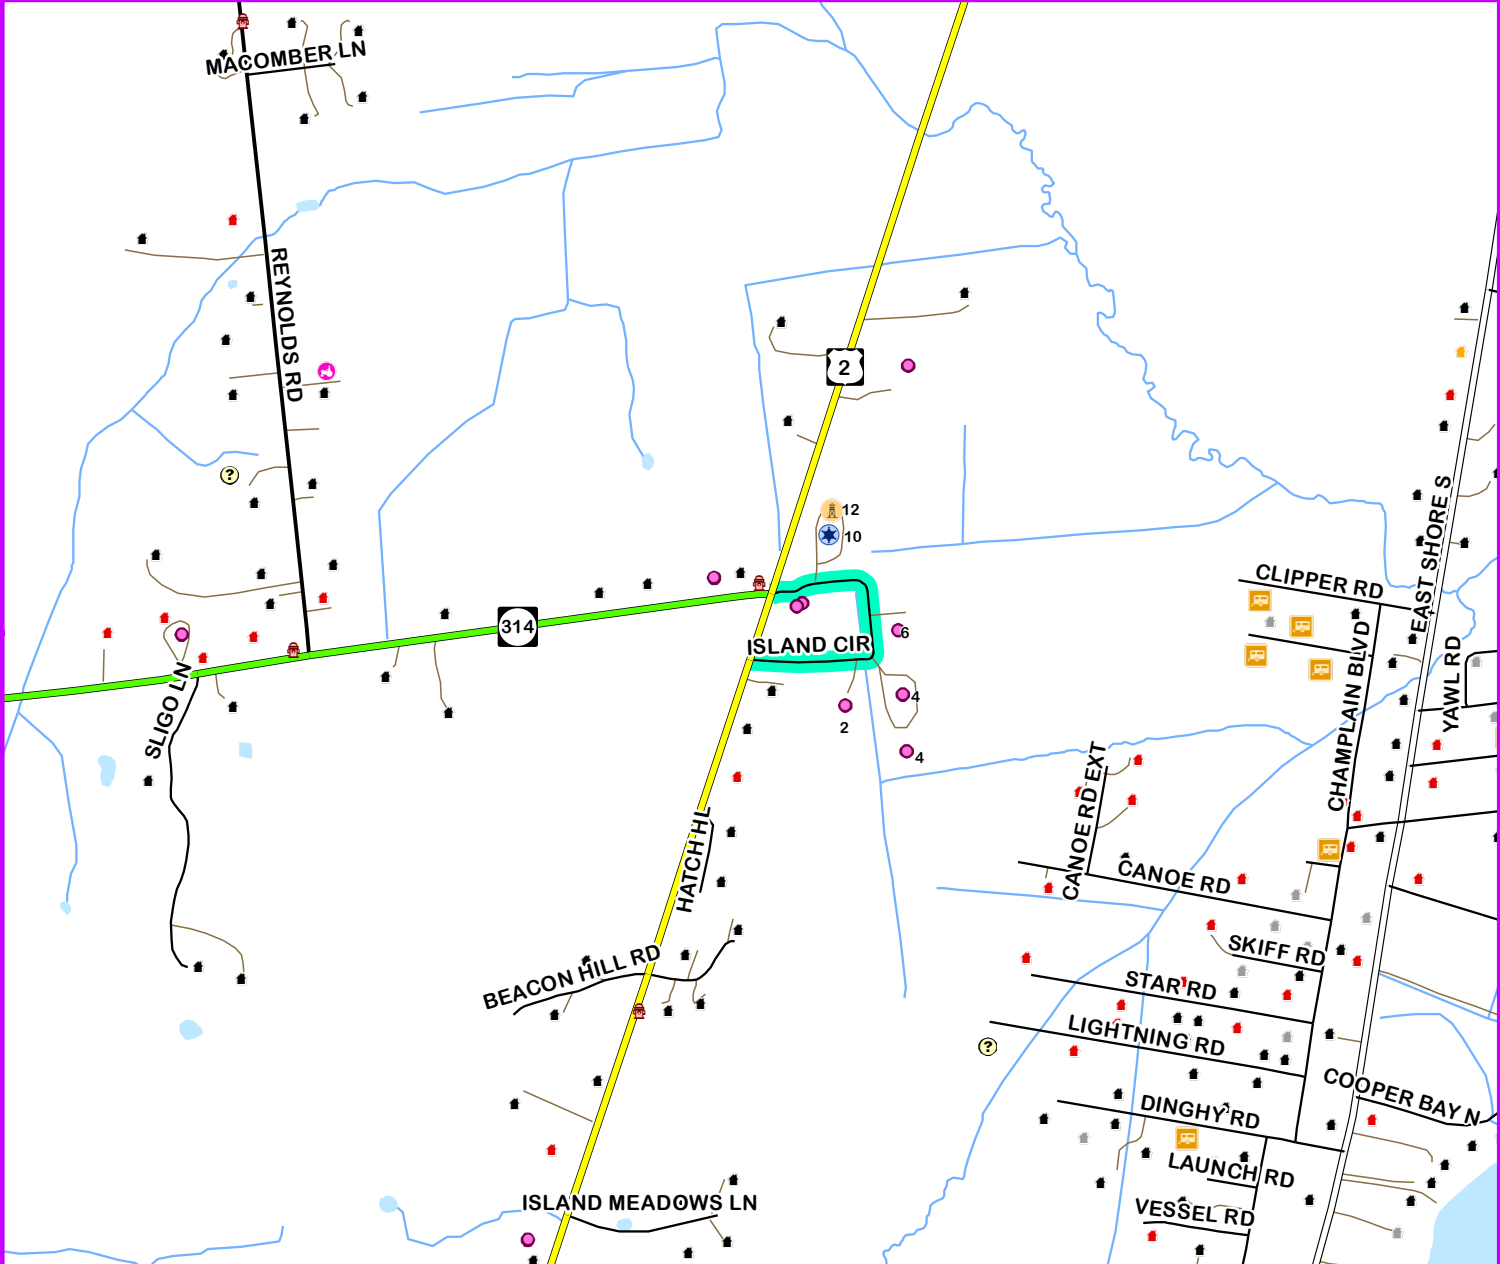 MACOMBER LN
REYNOLDS RD
2
?
12
10
CLIPPER RD
EAST SHORE S
314
6
ISLAND CIR
SLIGO LN
4
2
4
YAWL RD
CHAMPLAIN BLVD
CANOE RD EXT
HATCH HL
CANOE RD
BEACON HILL RD
SKIFF RD
STAR RD
LIGHTNING RD
?
COOPER BAY N
DINGHY RD
LAUNCH RD
ISLAND MEADOWS LN
VESSEL RD